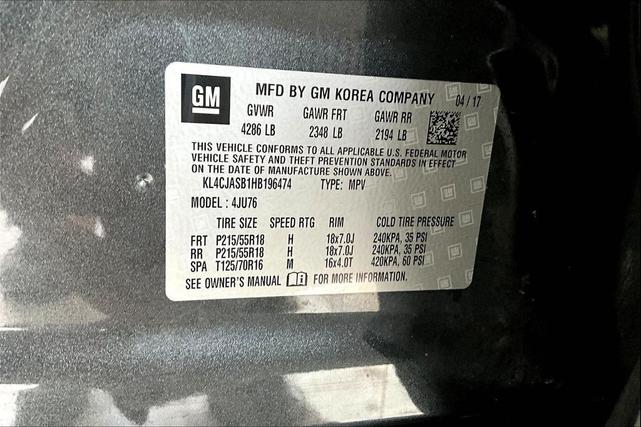 GM
MFD BY GM KOREA COMPANY 04 / 17
GVWR GAWR FRT GAWR RR
4286 LB 2348 LB 2194 LB
THIS VEHICLE CONFORMS TO ALL APPLICABLE U.S. FEDERAL MOTOR
VEHICLE SAFETY AND THEFT PREVENTION STANDARDS IN EFFECT
ON THE DATE OF MANUFACTURE SHOWN ABOVE.
KL4CJASB1HB196474 TYPE: MPV
MODEL : 4JU76
TIRE SIZE SPEED RTG RIM COLD TIRE PRESSURE
FRT P215/55R18 H 18x7.0J 240KPA, 35 PSI
RR P215/55R18 H 18x7.0J 240KPA, 35 PSI
SPA T125/70R16 M 16x4.0T 420KPA, 60 PSI
SEE OWNER'S MANUAL FOR MORE INFORMATION.